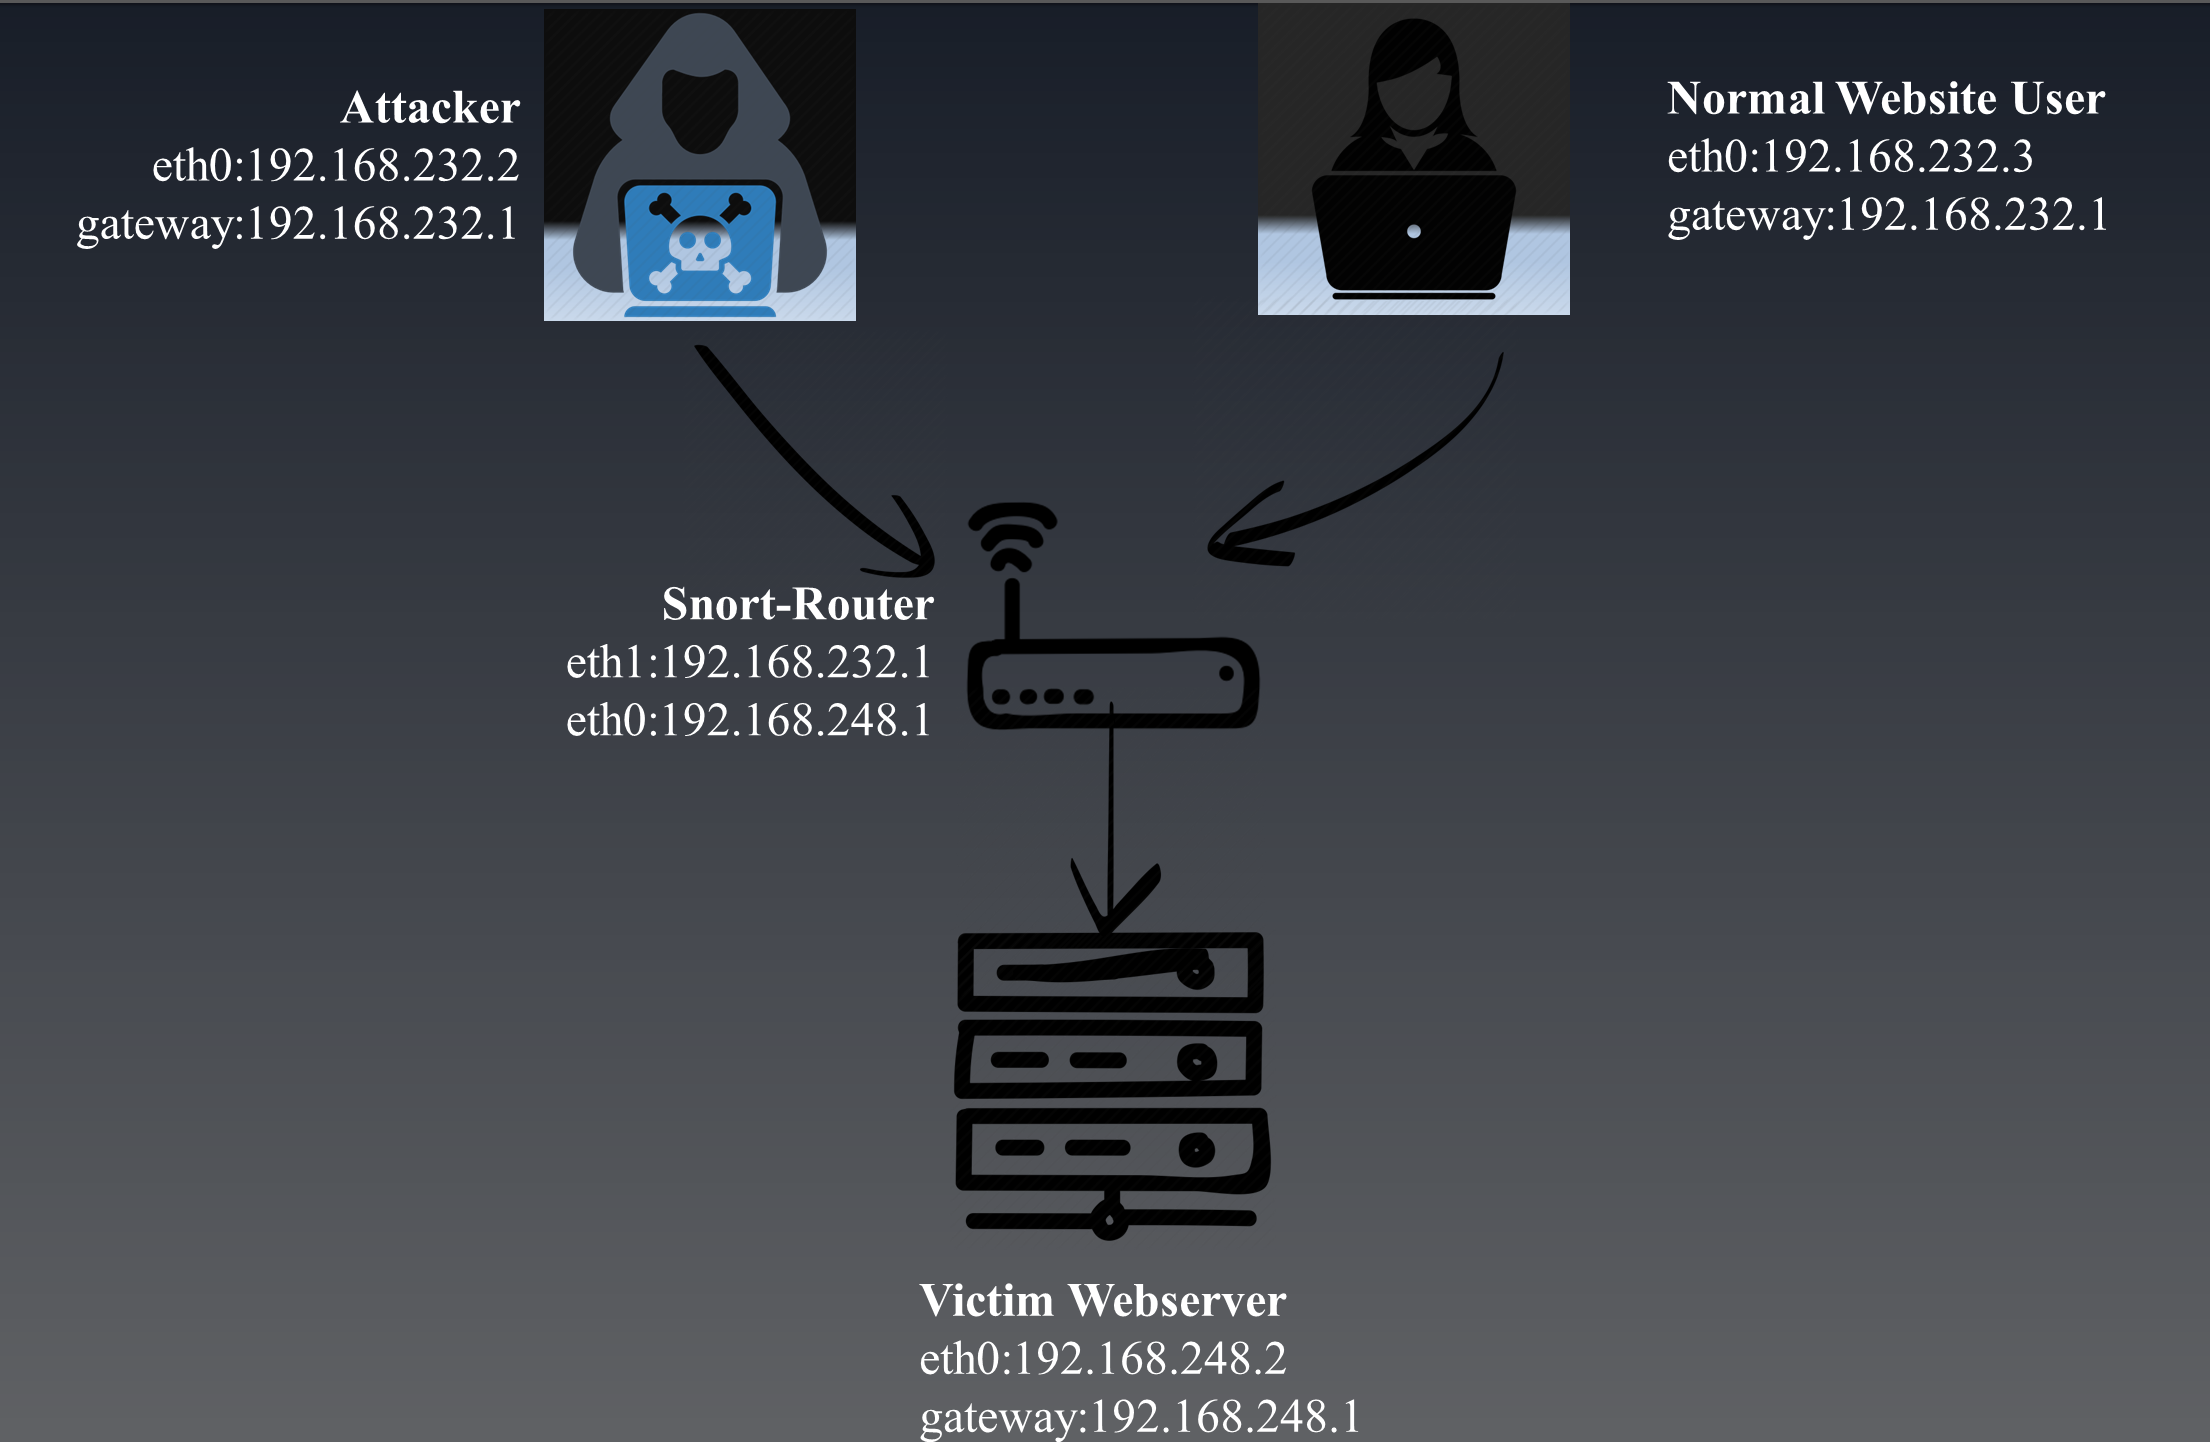 Attacker
eth0:192.168.232.2
gateway:192.168.232.1
Normal Website User
eth0:192.168.232.3
gateway:192.168.232.1
Snort-Router
eth1:192.168.232.1
eth0:192.168.248.1
Victim Webserver
eth0:192.168.248.2
gateway:192.168.248.1